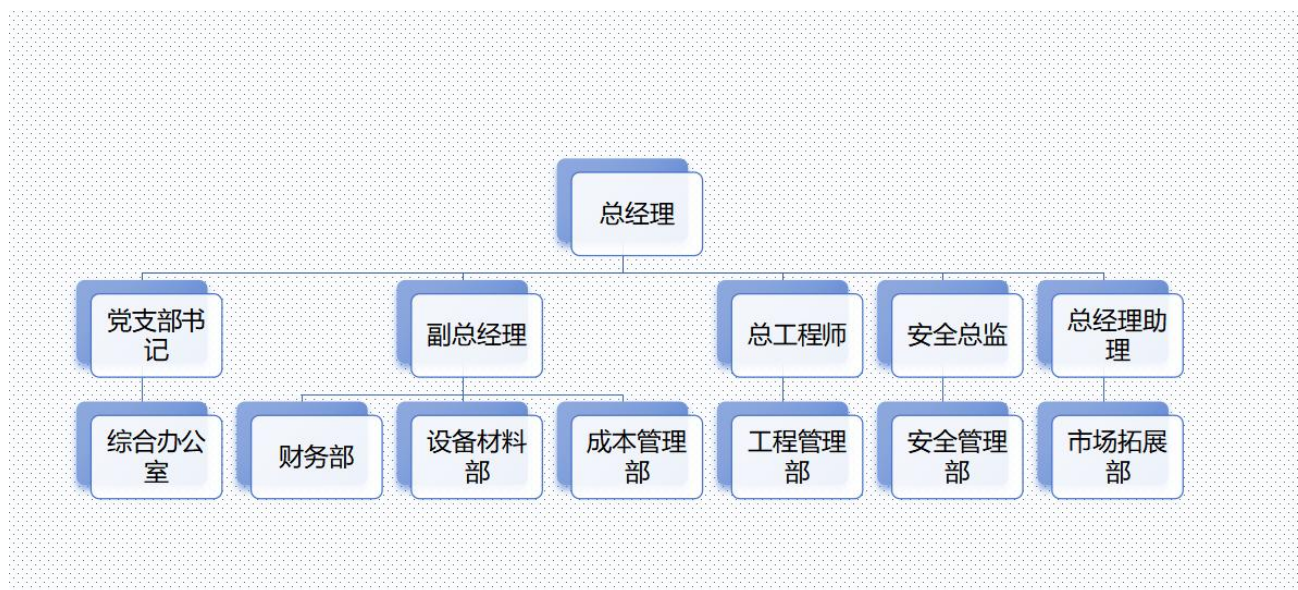 总经理
党支部书
记
副总经理
总工程师
安全总监
总经理助
理
综合办公
室
财务部
设备材料
部
成本管理
部
工程管理
部
安全管理
部
市场拓展
部